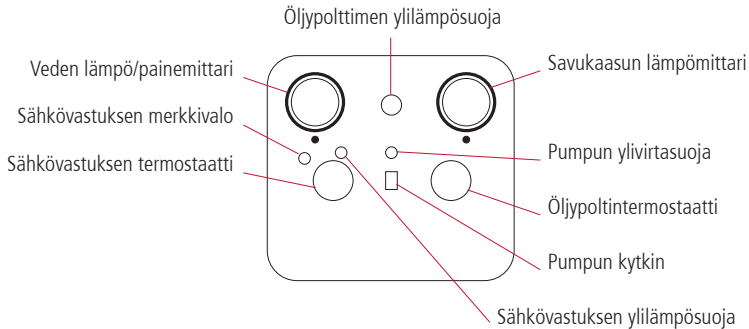 Öljypolttimen ylilämpösuoja
Veden lämpö/painemittari
Savukaasun lämpömittari
Sähkövastuksen merkkivalo
Pumpun ylivirtasuoja
Sähkövastuksen termostaatti
Öljypoltintermostaatti
Pumpun kytkin
Sähkövastuksen ylilämpösuoja